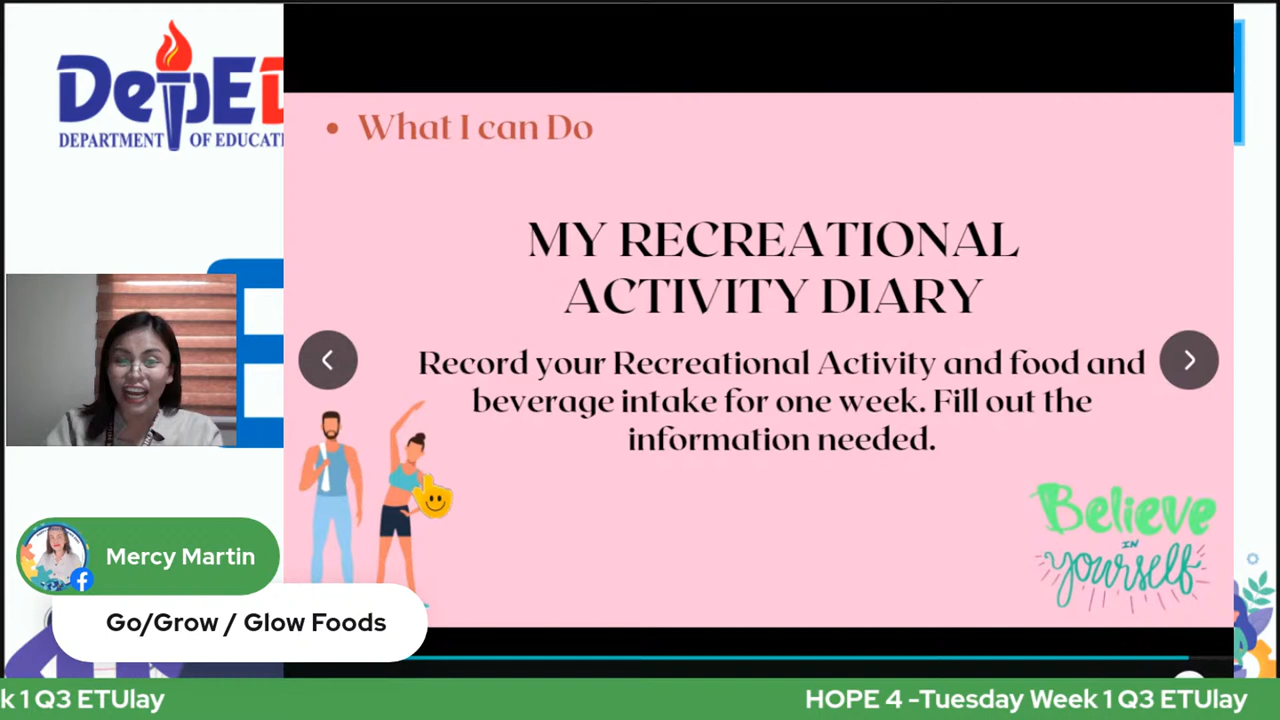 DepED
DEPARTMENT OF EDUCATI
• What I can Do
MY RECREATIONAL
ACTIVITY DIARY
Record your Recreational Activity and food and
beverage intake for one week. Fill out the
information needed.
Believe
IN
yourself
Mercy Martin
Go/Grow / Glow Foods
k 1 Q3 ETUlay
HOPE 4 -Tuesday Week 1 Q3 ETUlay